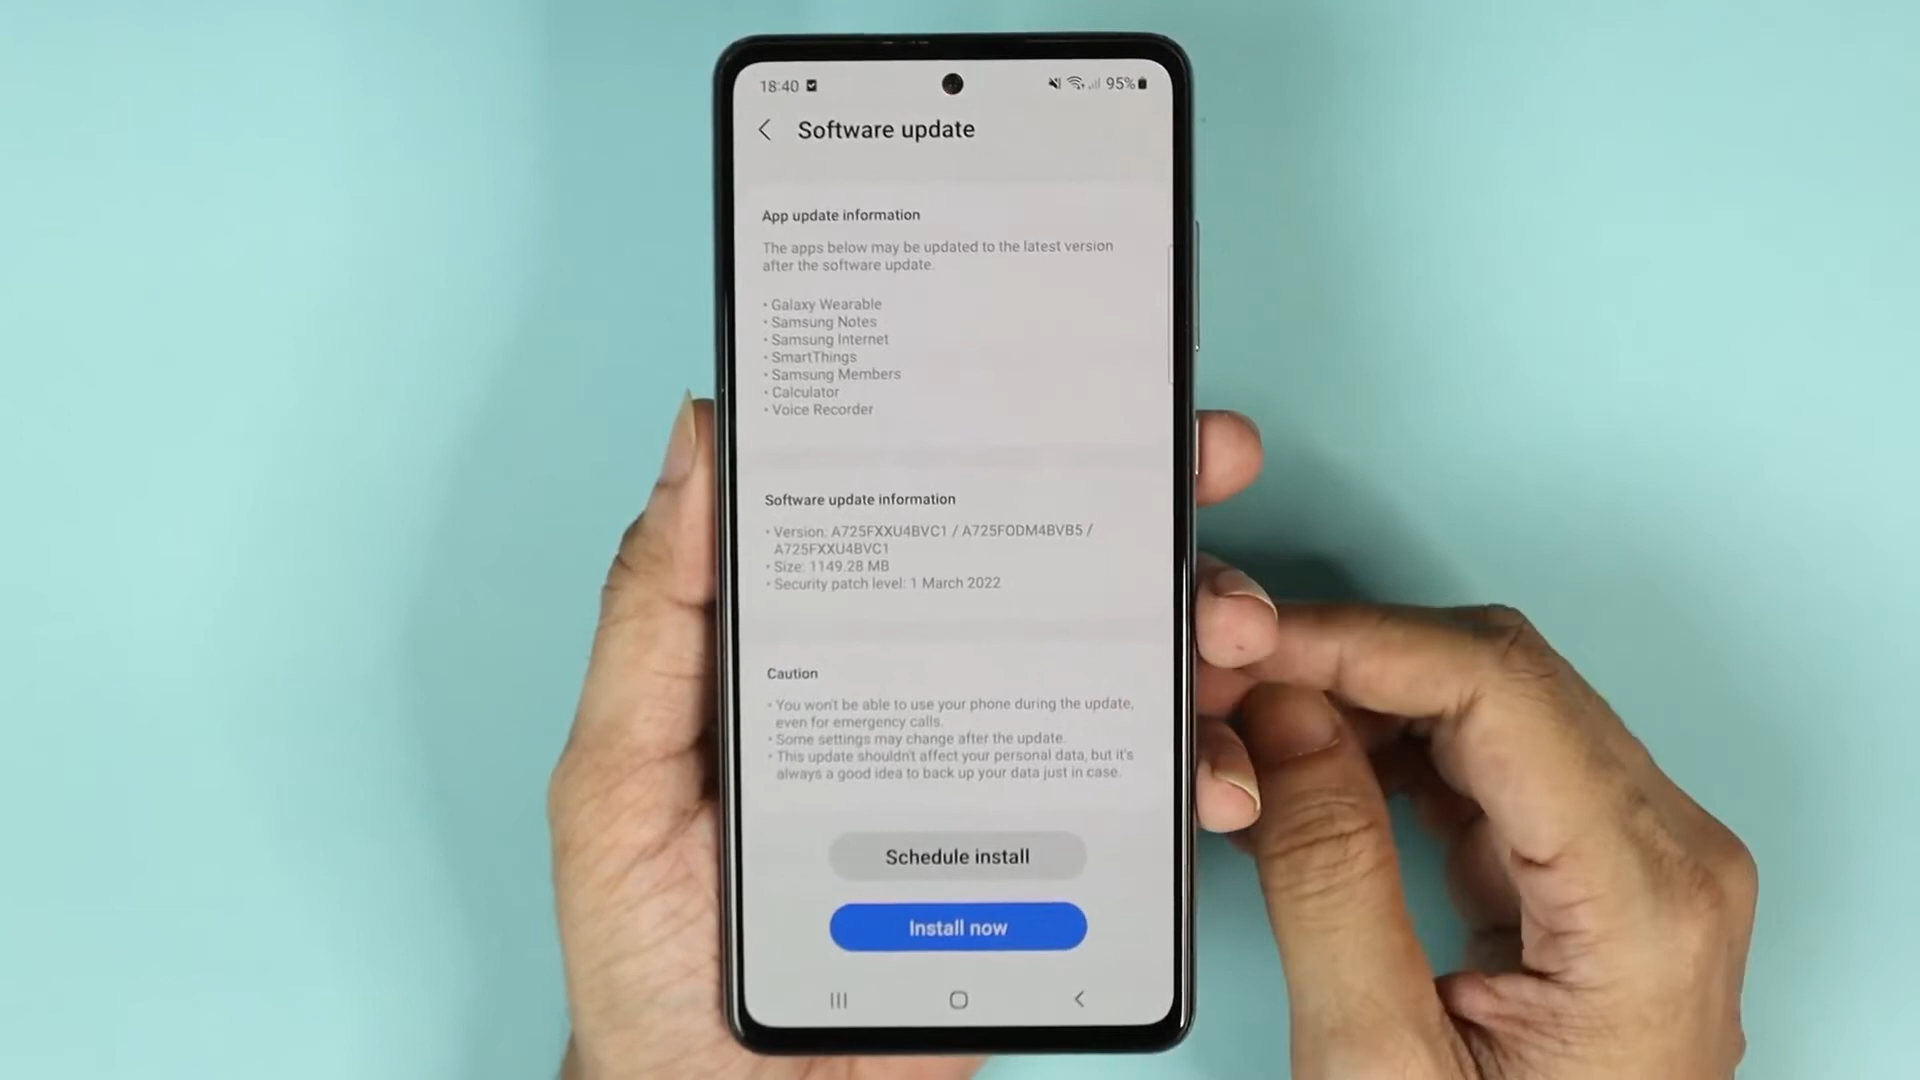 18:40 95%
Software update
App update information
The apps below may be updated to the latest version
after the software update.
• Galaxy Wearable
• Samsung Notes
• Samsung Internet
• SmartThings
• Samsung Members
• Calculator
• Voice Recorder
Software update information
• Version: A725FXXU4BVC1 / A725FODM4BVB5 /
A725FXXU4BVC1
• Size: 1149.28 MB
• Security patch level: 1 March 2022
Caution
• You won't be able to use your phone during the update,
even for emergency calls.
• Some settings may change after the update.
• This update shouldn't affect your personal data, but it's
always a good idea to back up your data just in case.
Schedule install
Install now